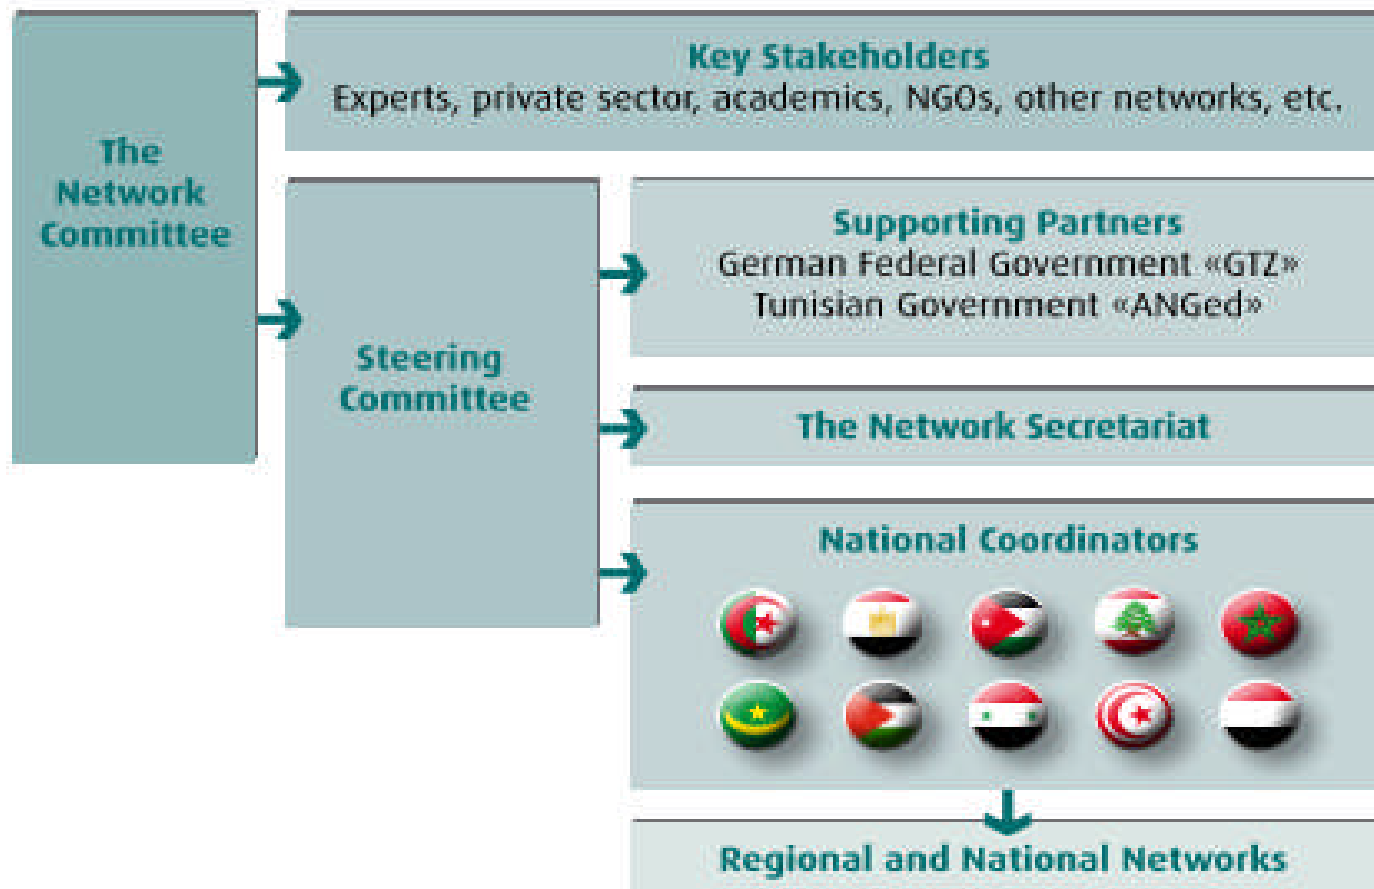 The
Network
Committee
Key Stakeholders
Experts, private sector, academics, NGOs, other networks, etc.
Steering
Committee
Supporting Partners
German Federal Government «GTZ»
Tunisian Government «ANGed»
The Network Secretariat
National Coordinators
Regional and National Networks